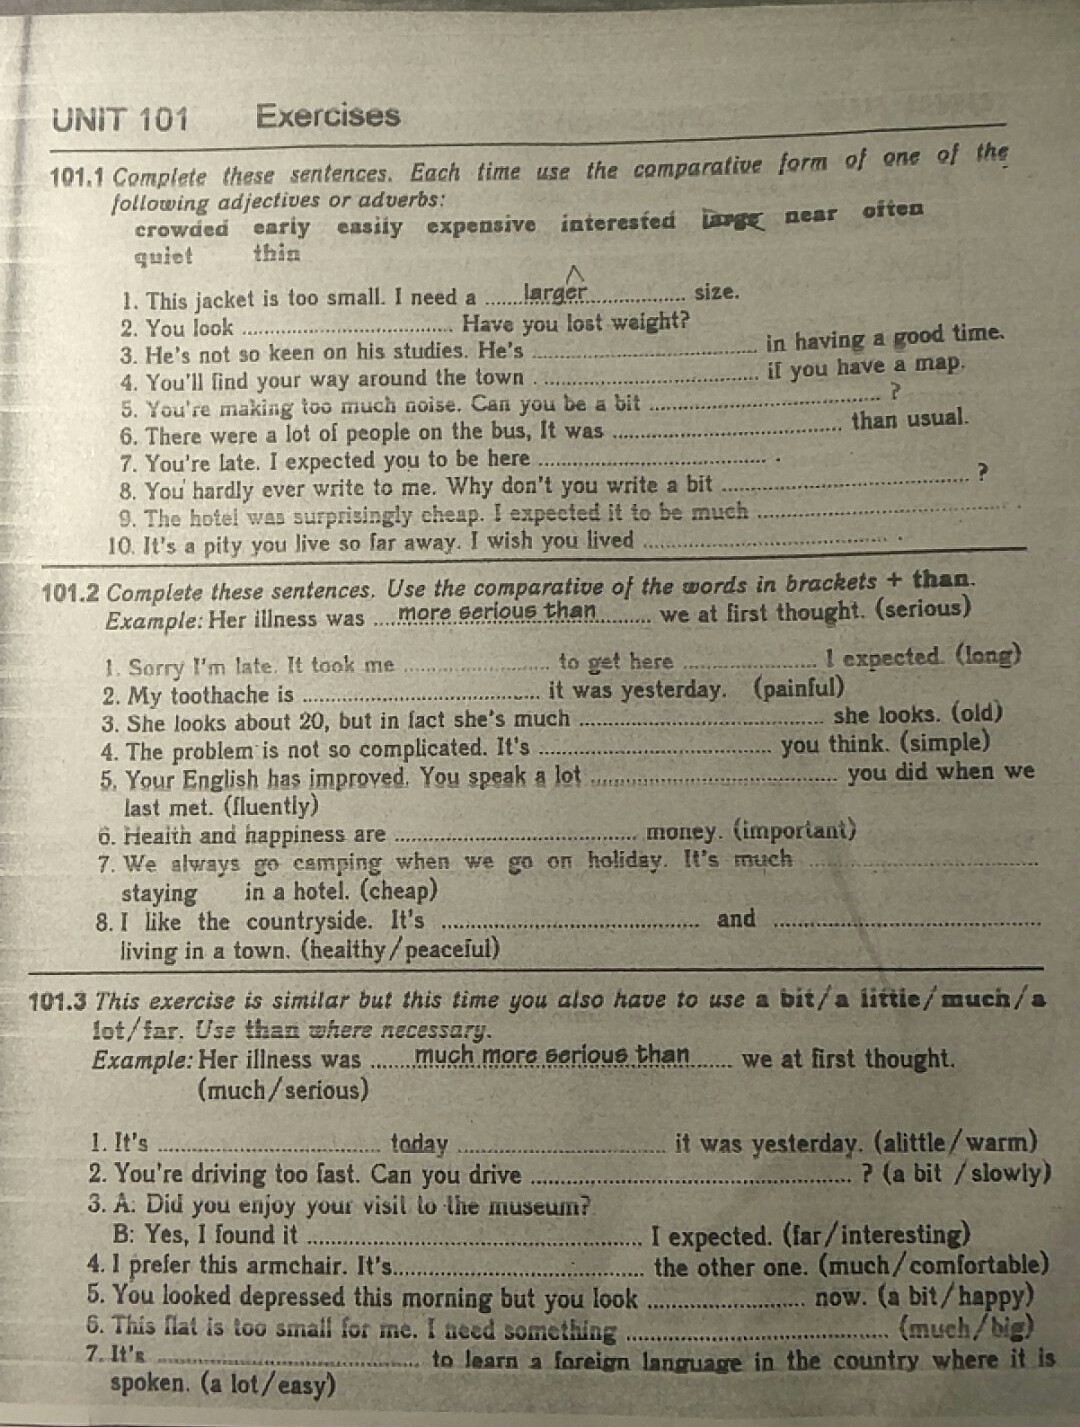 UNIT 101 Exercises
101.1 Complete these sentences. Each time use the comparative form of one of the
following adjectives or adverbs:
crowded early easily expensive interested large near often
quiet thin
1. This jacket is too small. I need a ......larger................ size.
2. You look ................................ Have you lost weight?
3. He's not so keen on his studies. He's .................................. in having a good time.
4. You'll find your way around the town . ................................. if you have a map.
5. You're making too much noise. Can you be a bit ................................... ?
6. There were a lot of people on the bus, It was ................................... than usual.
7. You're late. I expected you to be here ................................... .
8. You hardly ever write to me. Why don't you write a bit ...................................... ?
9. The hotel was surprisingly cheap. I expected it to be much ...................................... .
10. It's a pity you live so far away. I wish you lived ..................................... .
101.2 Complete these sentences. Use the comparative of the words in brackets + than.
Example: Her illness was ....more serious than......... we at first thought. (serious)
1. Sorry I'm late. It took me ...................... to get here .................... I expected. (long)
2. My toothache is .................................... it was yesterday. (painful)
3. She looks about 20, but in fact she's much ..................................... she looks. (old)
4. The problem is not so complicated. It's ................................... you think. (simple)
5. Your English has improved. You speak a lot ..................................... you did when we
last met. (fluently)
6. Health and happiness are ..................................... money. (important)
7. We always go camping when we go on holiday. It's much ...................................
staying in a hotel. (cheap)
8. I like the countryside. It's ....................................... and ........................................
living in a town. (healthy/peaceful)
101.3 This exercise is similar but this time you also have to use a bit/a little/much/a
lot/far. Use than where necessary.
Example: Her illness was .......much more serious than....... we at first thought.
(much/serious)
1. It's .................................. today ................................ it was yesterday. (alittle/warm)
2. You're driving too fast. Can you drive ................................................. ? (a bit /slowly)
3. A: Did you enjoy your visit to the museum?
B: Yes, I found it .................................................. I expected. (far/interesting)
4. I prefer this armchair. It's...................................... the other one. (much/comfortable)
5. You looked depressed this morning but you look ........................ now. (a bit/happy)
6. This flat is too small for me. I need something ........................................ (much/big)
7. It's ........................................ to learn a foreign language in the country where it is
spoken. (a lot/easy)